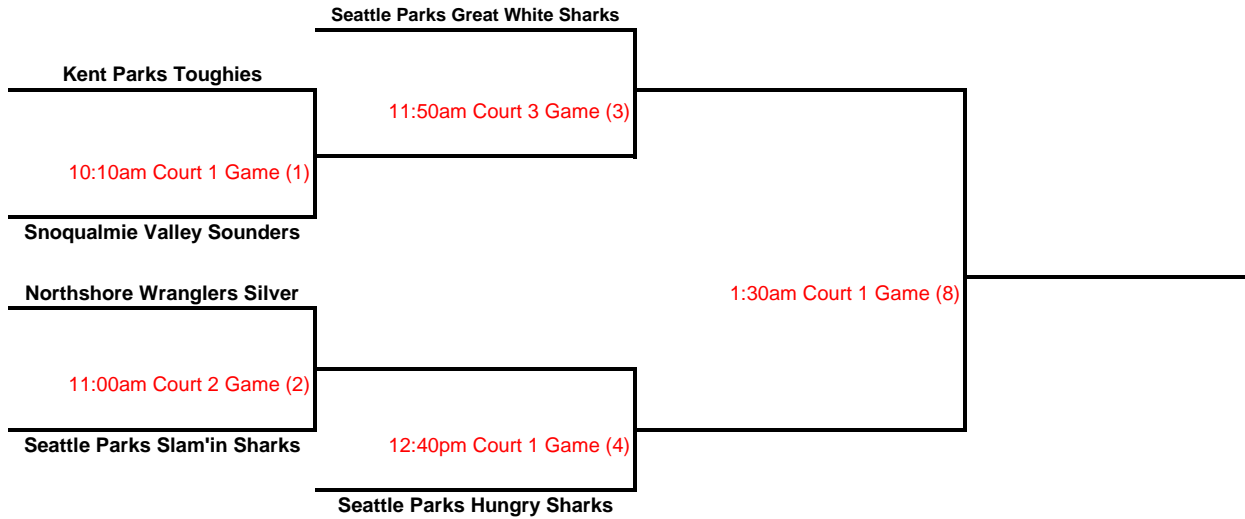 Seattle Parks Great White Sharks
Kent Parks Toughies
11:50am Court 3 Game (3)
10:10am Court 1 Game (1)
Snoqualmie Valley Sounders
Northshore Wranglers Silver
1:30am Court 1 Game (8)
11:00am Court 2 Game (2)
Seattle Parks Slam'in Sharks
12:40pm Court 1 Game (4)
Seattle Parks Hungry Sharks